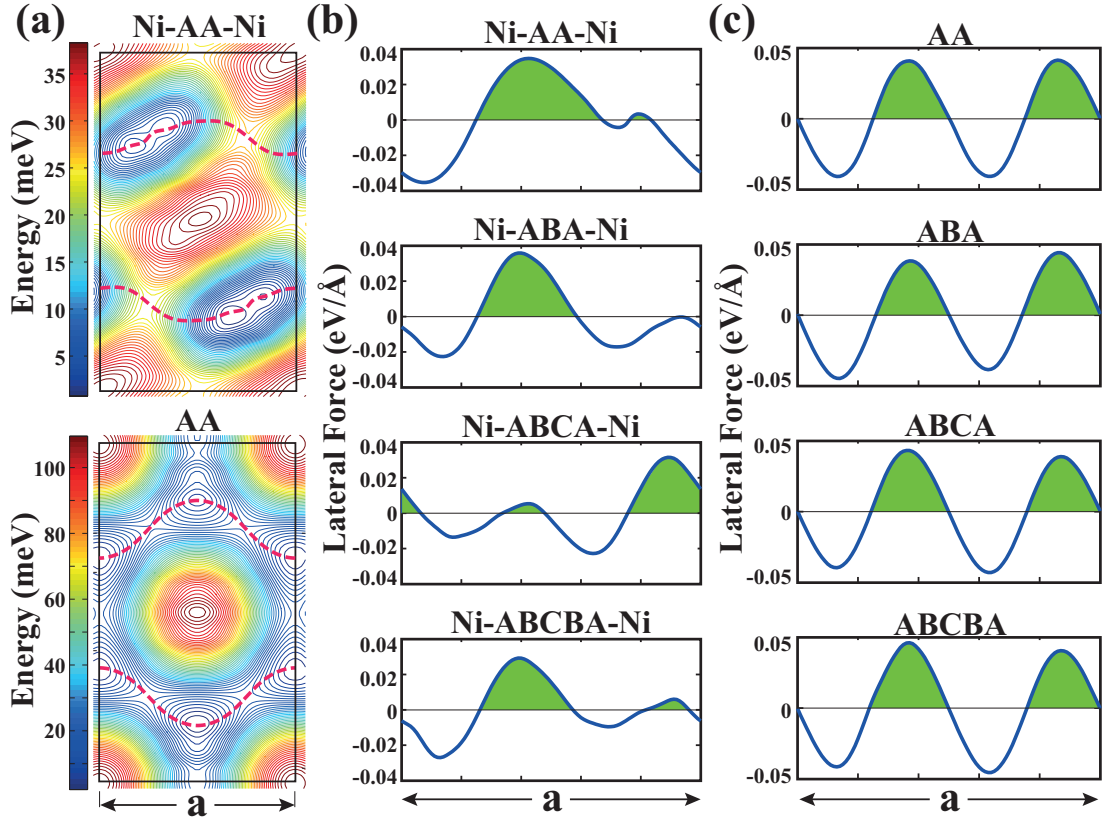 (a)
Ni-AA-Ni
Energy (meV)
35
30
25
20
15
10
5
AA
Energy (meV)
100
80
60
40
20
a
(b)
Lateral Force (eV/Å)
Ni-AA-Ni
0.04
0.02
0
-0.02
-0.04
Ni-ABA-Ni
0.04
0.02
0
-0.02
-0.04
Ni-ABCA-Ni
0.04
0.02
0
-0.02
-0.04
Ni-ABCBA-Ni
0.04
0.02
0
-0.02
-0.04
a
(c)
Lateral Force (eV/Å)
AA
0.05
0
-0.05
ABA
0.05
0
-0.05
ABCA
0.05
0
-0.05
ABCBA
0.05
0
-0.05
a